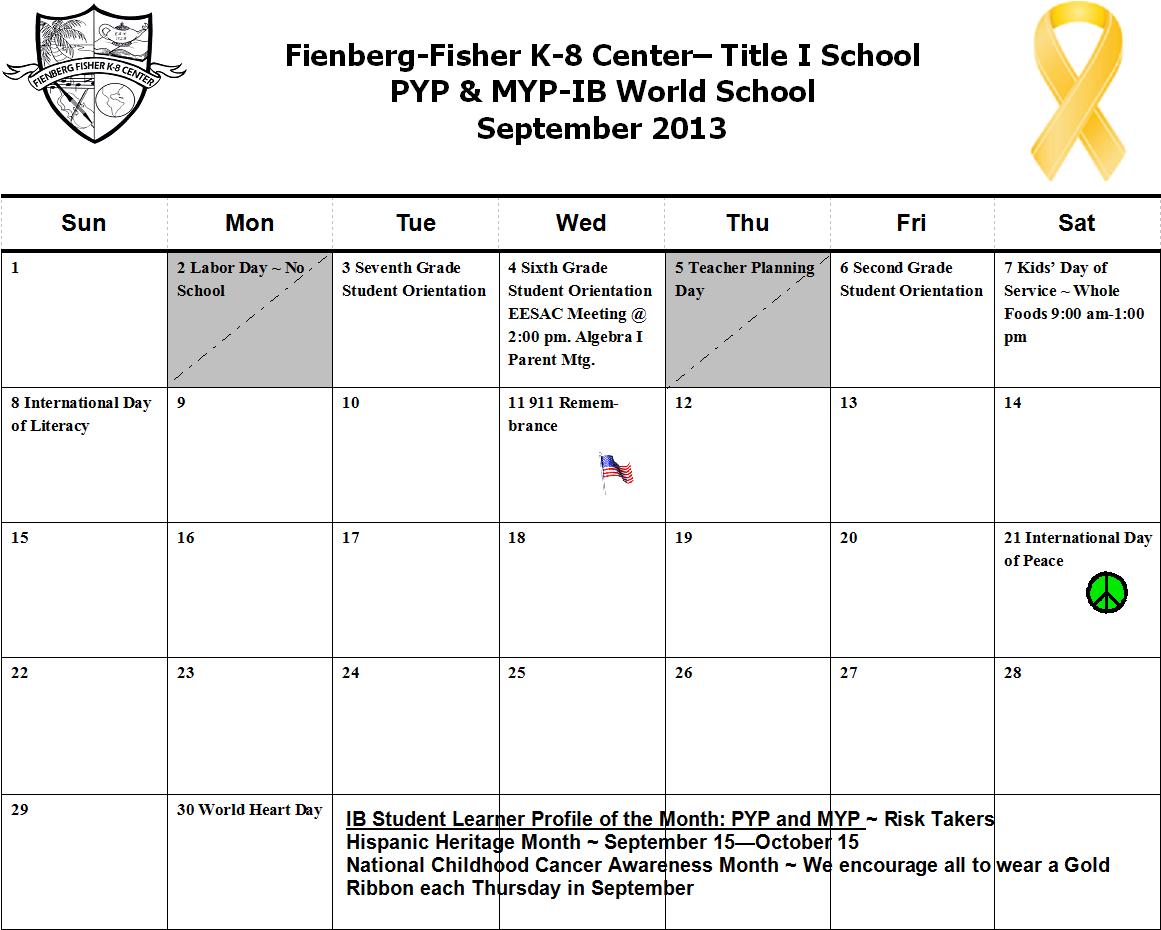 FIENBERG FISHER K-8 CENTER
Fienberg-Fisher K-8 Center– Title I School
PYP & MYP-IB World School
September 2013
Sun Mon Tue Wed Thu Fri Sat
1
2 Labor Day ~ No
School
3 Seventh Grade
Student Orientation
4 Sixth Grade
Student Orientation
EESAC Meeting @
2:00 pm. Algebra I
Parent Mtg.
5 Teacher Planning
Day
6 Second Grade
Student Orientation
7 Kids’ Day of
Service ~ Whole
Foods 9:00 am-1:00
pm
8 International Day
of Literacy
9
10
11 911 Remem-
brance
12
13
14
15
16
17
18
19
20
21 International Day
of Peace
22
23
24
25
26
27
28
29
30 World Heart Day
IB Student Learner Profile of the Month: PYP and MYP ~ Risk Takers
Hispanic Heritage Month ~ September 15—October 15
National Childhood Cancer Awareness Month ~ We encourage all to wear a Gold
Ribbon each Thursday in September